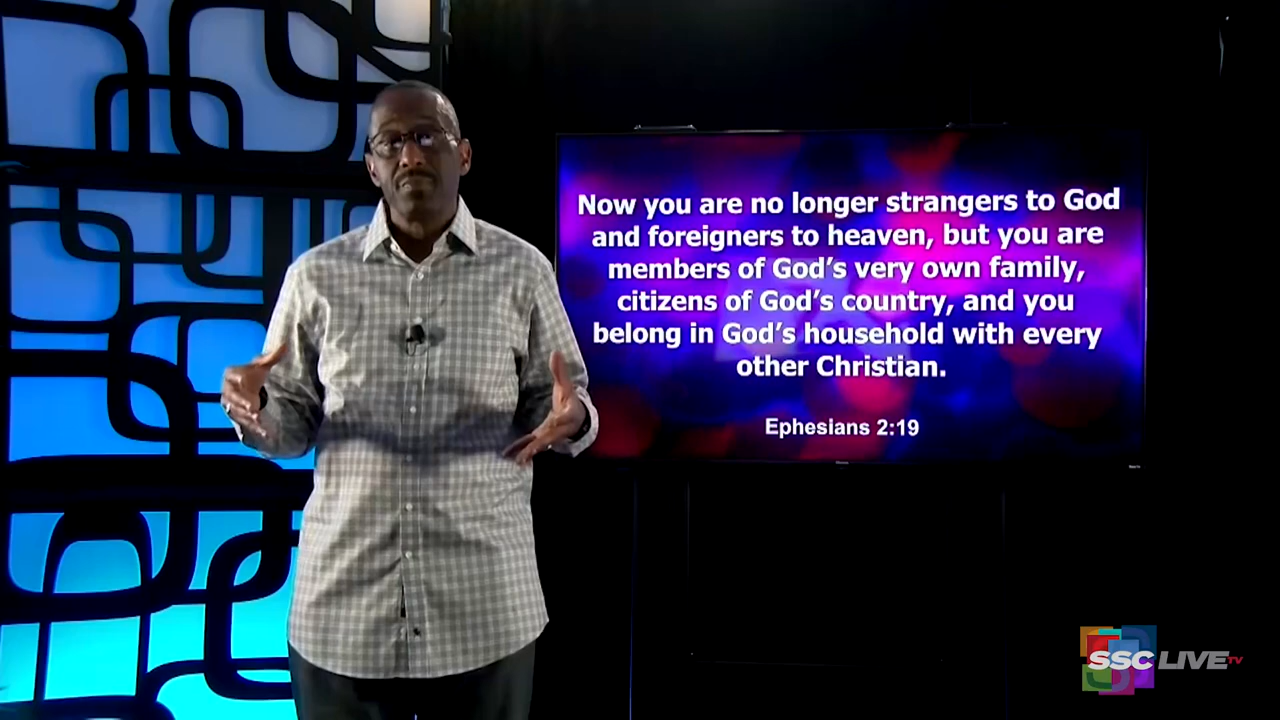 Now you are no longer strangers to God
and foreigners to heaven, but you are
members of God's very own family,
citizens of God's country, and you
belong in God's household with every
other Christian.
Ephesians 2:19
SSC LIVE TV